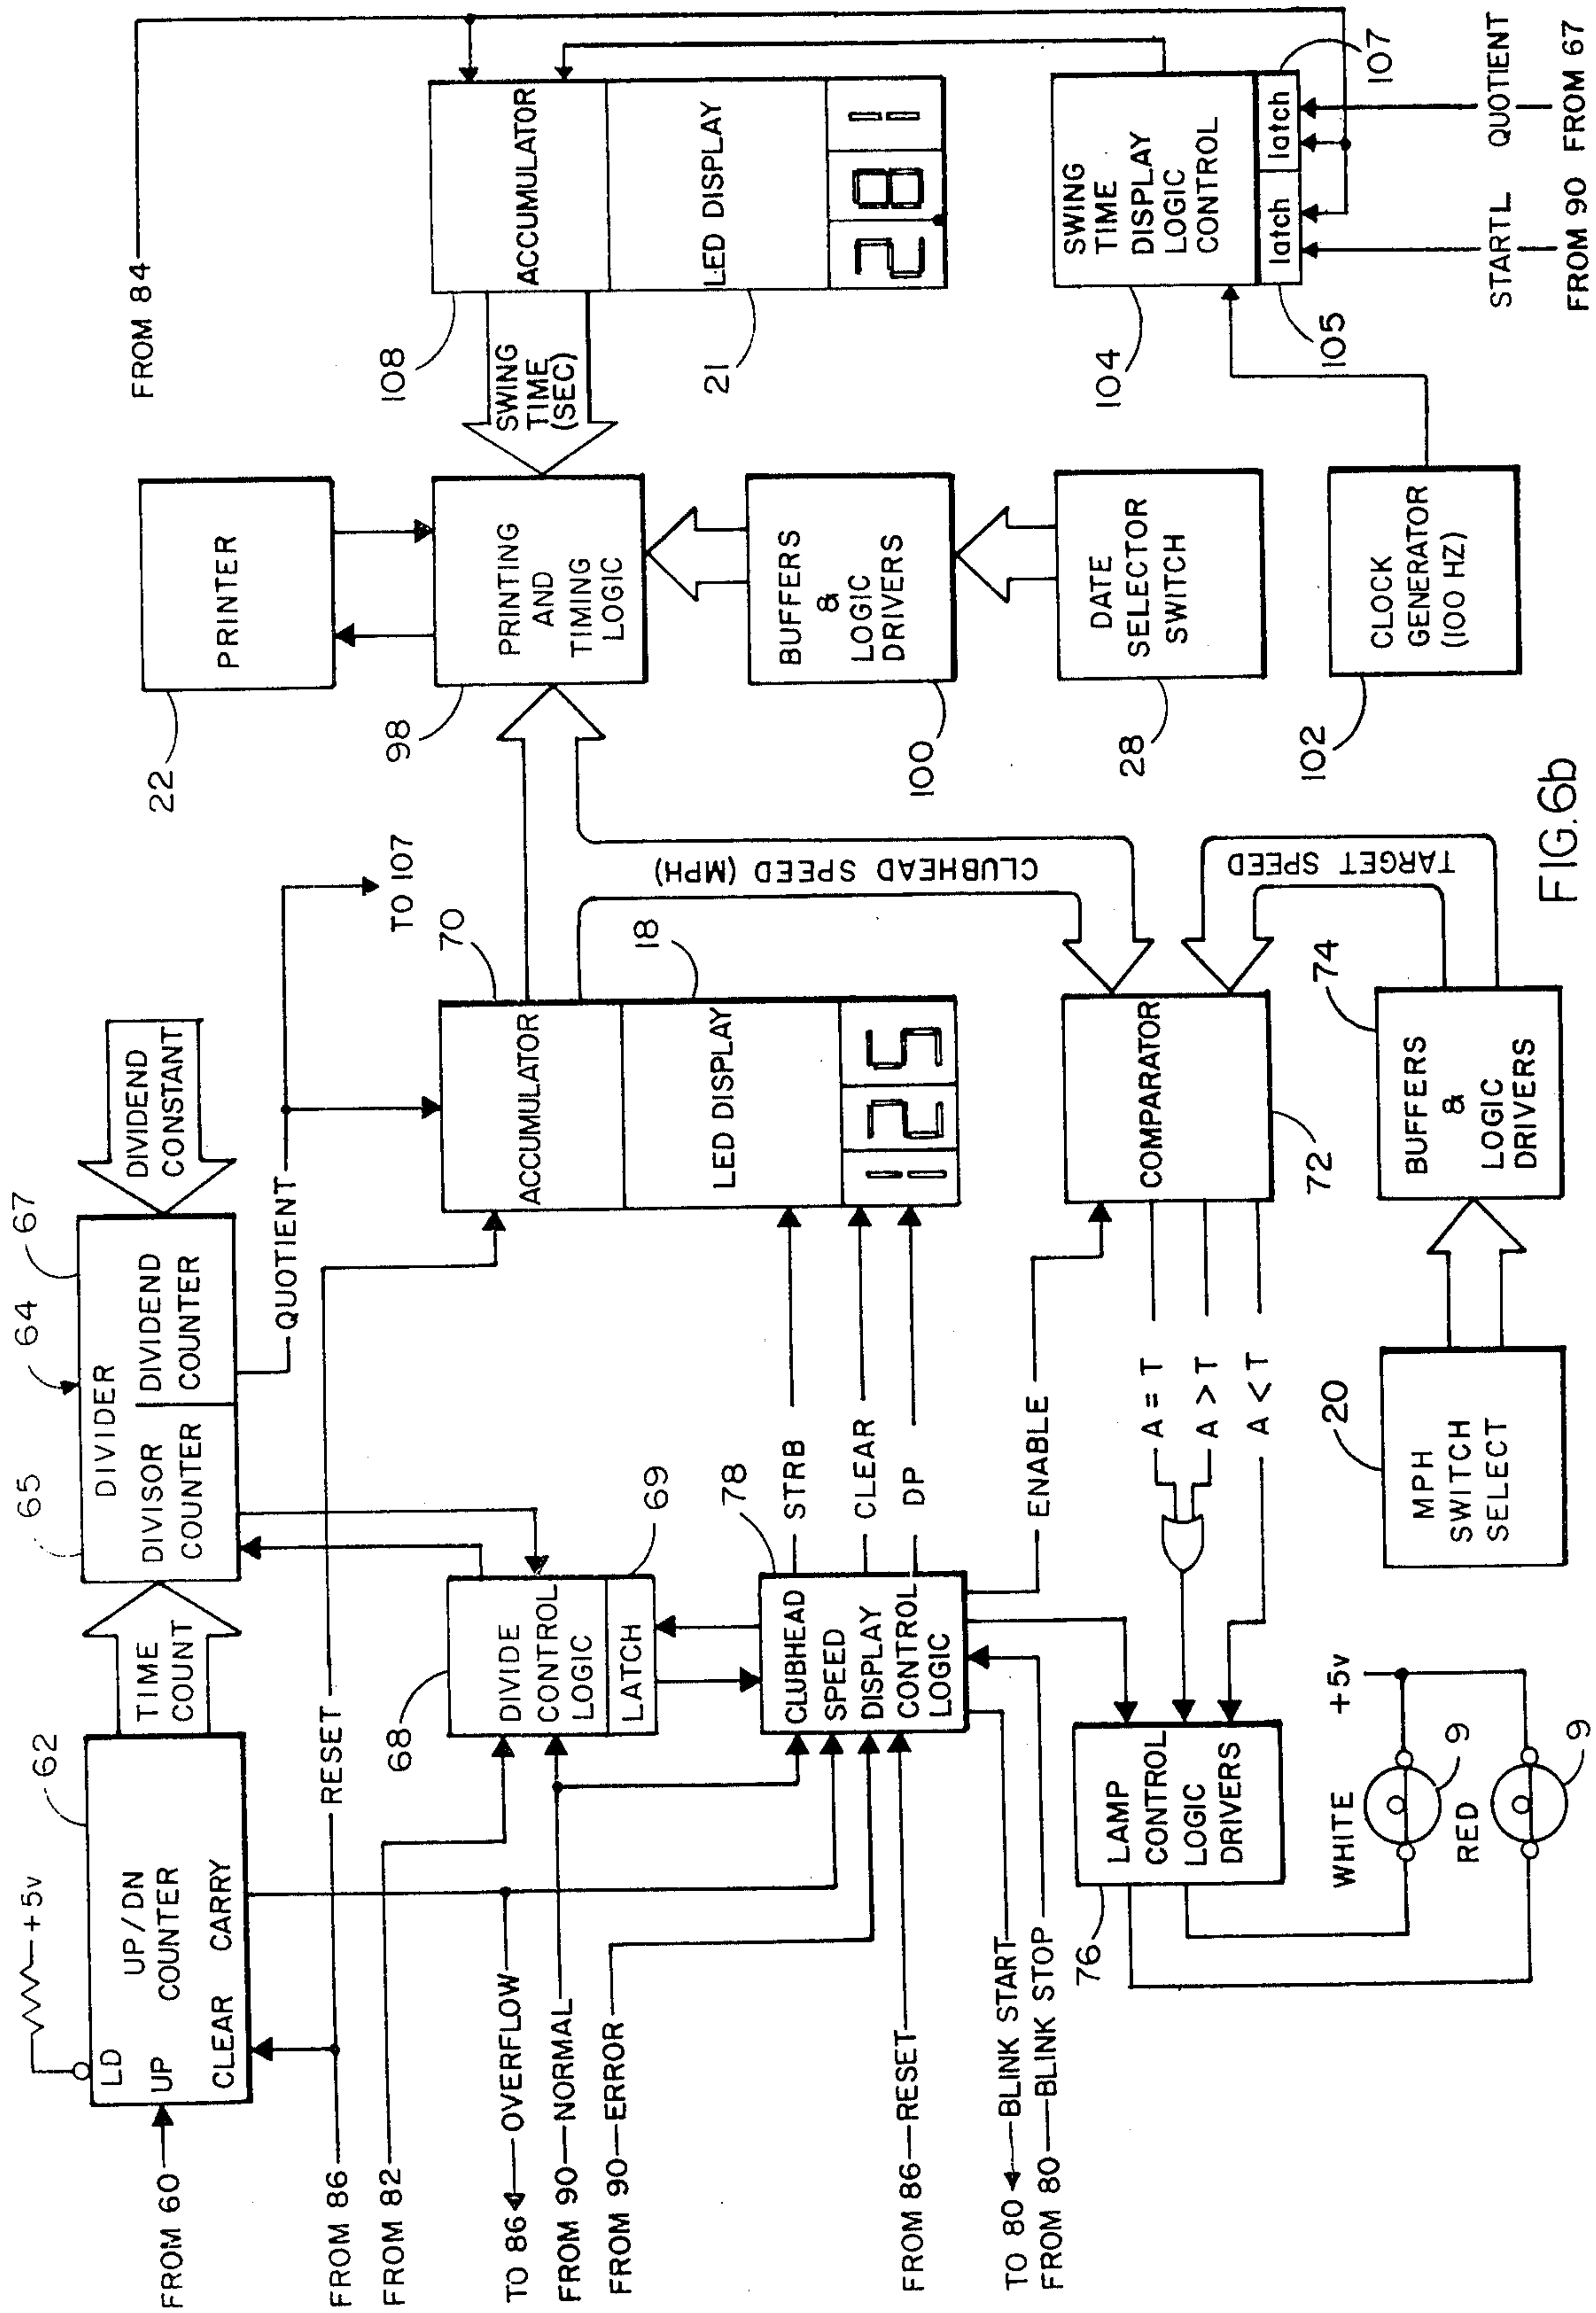 FROM 60
UP
LD
+5v
UP/DN
COUNTER
CLEAR CARRY
62
TIME
COUNT
65
64
67
DIVIDER
DIVISOR
COUNTER
DIVIDEND
COUNTER
DIVIDEND
CONSTANT
QUOTIENT
TO 107
FROM 86
RESET
FROM 82
68
DIVIDE
CONTROL
LOGIC
LATCH
69
TO 86
OVERFLOW
FROM 90
NORMAL
FROM 90
ERROR
78
CLUBHEAD
SPEED
DISPLAY
CONTROL
LOGIC
STRB
CLEAR
DP
ENABLE
FROM 86
RESET
TO 80
BLINK START
FROM 80
BLINK STOP
70
ACCUMULATOR
18
LED DISPLAY
125
CLUBHEAD SPEED (MPH)
TARGET SPEED
COMPARATOR
72
A = T
A > T
A < T
76
LAMP
CONTROL
LOGIC
DRIVERS
WHITE
+5v
9
RED
9
20
MPH
SWITCH
SELECT
74
BUFFERS
&
LOGIC
DRIVERS
22
PRINTER
98
PRINTING
AND
TIMING
LOGIC
100
BUFFERS
&
LOGIC
DRIVERS
28
DATE
SELECTOR
SWITCH
102
CLOCK
GENERATOR
(100 HZ)
FROM 84
108
ACCUMULATOR
SWING
TIME
(SEC)
21
LED DISPLAY
2.81
104
SWING
TIME
DISPLAY
LOGIC
CONTROL
105
latch
latch
107
STARTL
QUOTIENT
FROM 90
FROM 67
FIG.6b